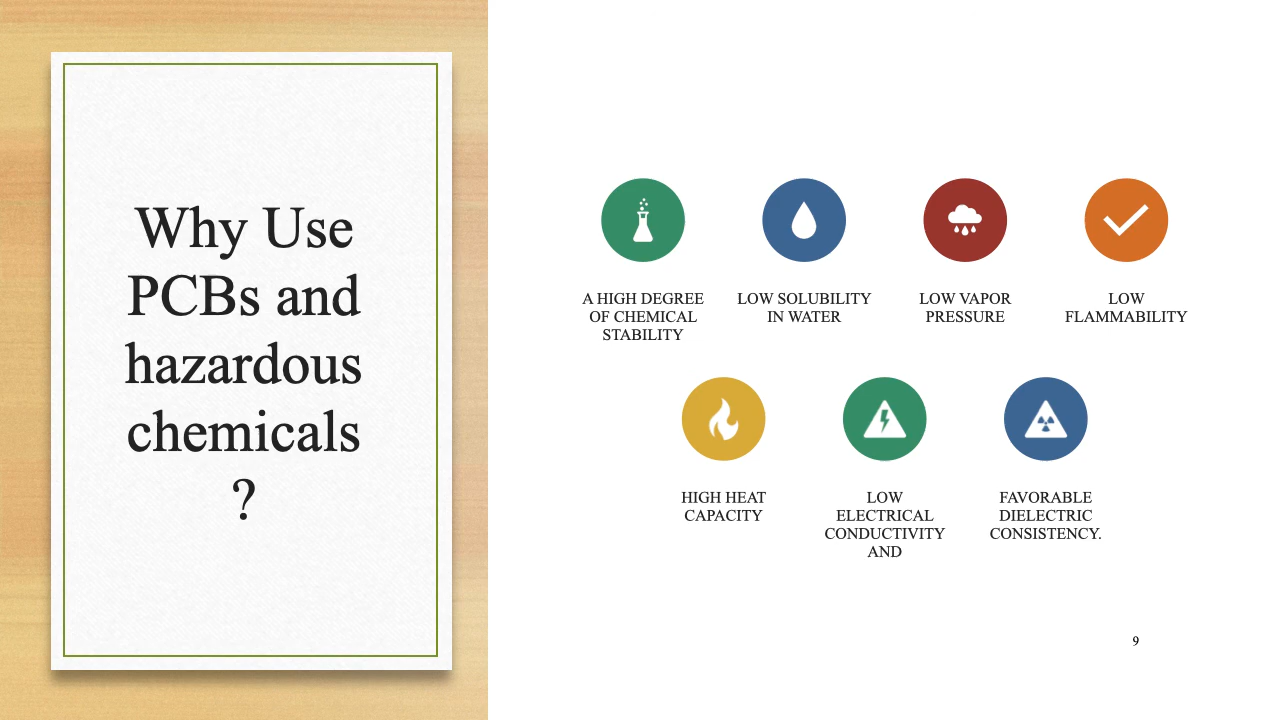 Why Use
PCBs and
hazardous
chemicals
?
A HIGH DEGREE
OF CHEMICAL
STABILITY
LOW SOLUBILITY
IN WATER
LOW VAPOR
PRESSURE
LOW
FLAMMABILITY
HIGH HEAT
CAPACITY
LOW
ELECTRICAL
CONDUCTIVITY
AND
FAVORABLE
DIELECTRIC
CONSISTENCY.
9